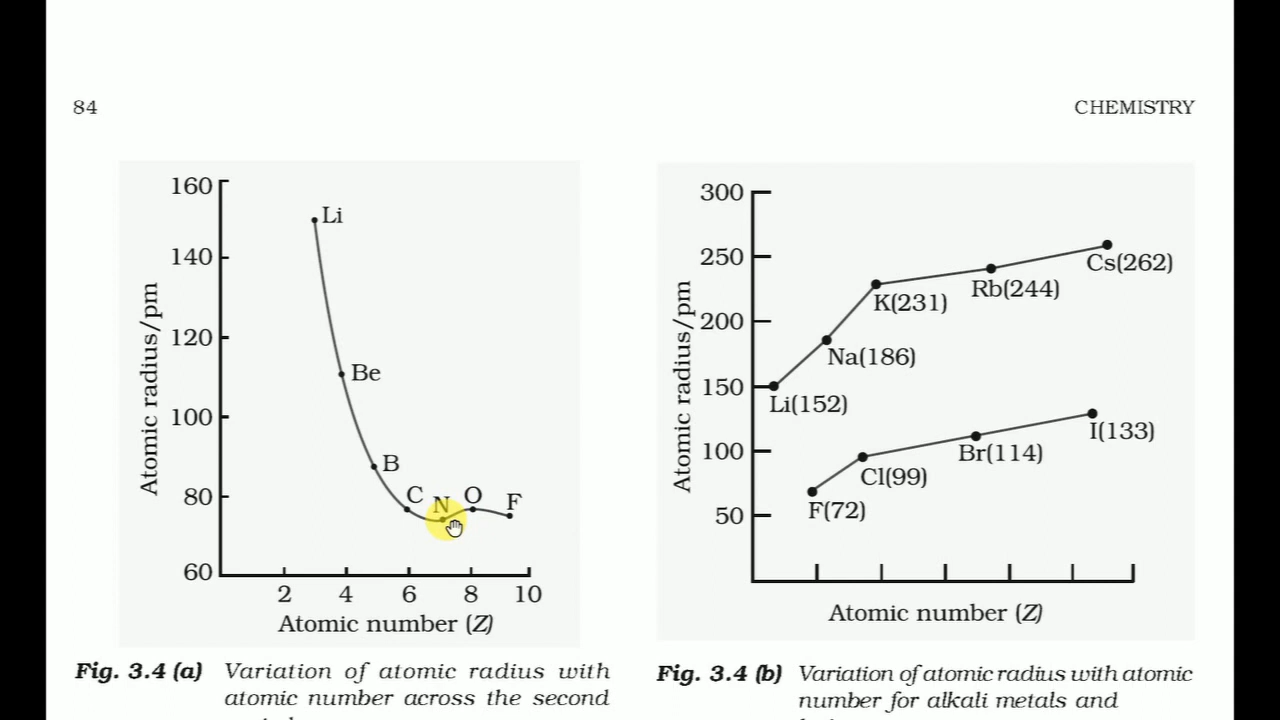 84
CHEMISTRY
160
140
120
100
80
60
Atomic radius/pm
Li
Be
B
C
N
O
F
2 4 6 8 10
Atomic number (Z)
Fig. 3.4 (a) Variation of atomic radius with
atomic number across the second
300
250
200
150
100
50
Atomic radius/pm
Cs(262)
Rb(244)
K(231)
Na(186)
Li(152)
I(133)
Br(114)
Cl(99)
F(72)
Atomic number (Z)
Fig. 3.4 (b) Variation of atomic radius with atomic
number for alkali metals and